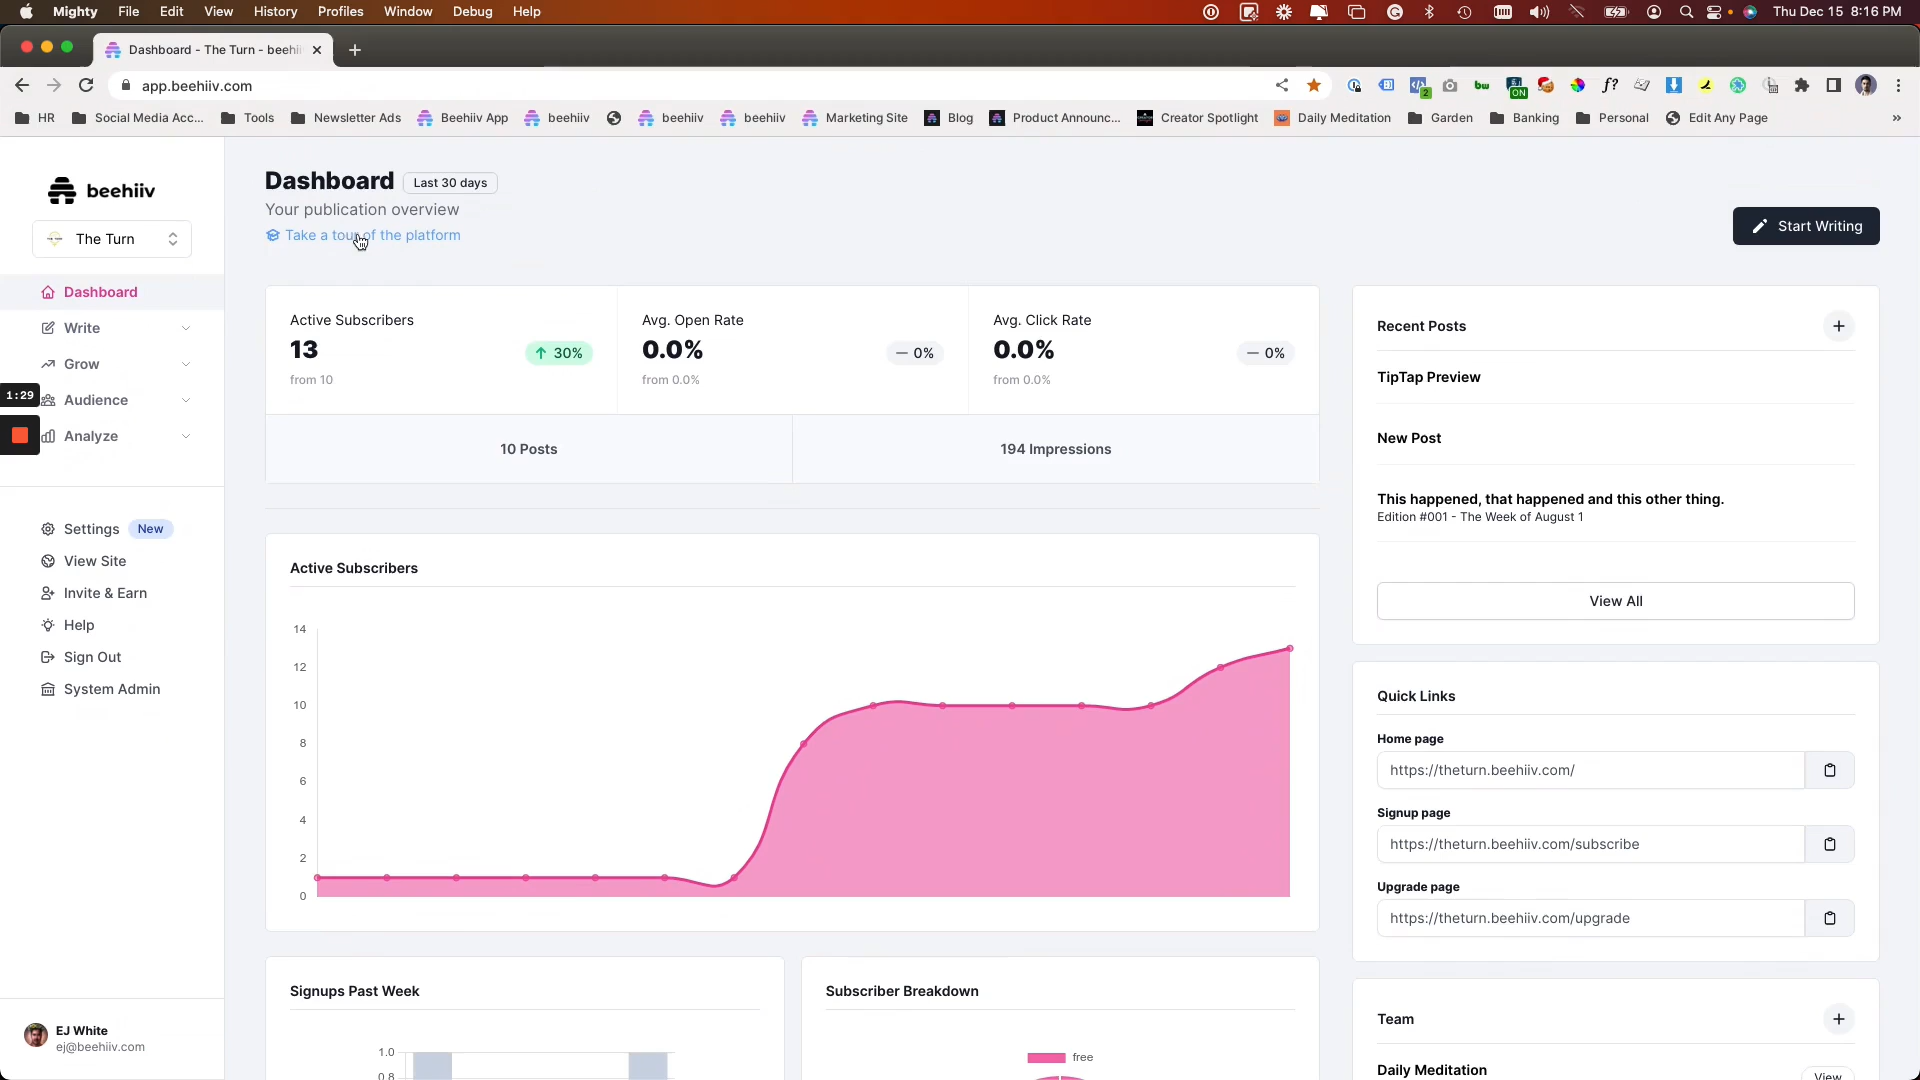 Mighty File Edit View History Profiles Window Debug Help
Thu Dec 15 8:16 PM
Dashboard - The Turn - beehi
app.beehiiv.com
2
bw
ON
f?
HR Social Media Acc... Tools Newsletter Ads Beehiiv App beehiiv beehiiv beehiiv Marketing Site Blog Product Announc... Creator Spotlight Daily Meditation Garden Banking Personal Edit Any Page »
beehiiv
The Turn
Dashboard
Write
Grow
1:29
Audience
Analyze
Settings New
View Site
Invite & Earn
Help
Sign Out
System Admin
EJ White
ej@beehiiv.com
Dashboard Last 30 days
Your publication overview
Take a tour of the platform
Start Writing
Active Subscribers
13
30%
from 10
Avg. Open Rate
0.0%
0%
from 0.0%
Avg. Click Rate
0.0%
0%
from 0.0%
10 Posts
194 Impressions
Active Subscribers
14
12
10
8
6
4
2
0
Signups Past Week
1.0
0.8
Subscriber Breakdown
free
Recent Posts
TipTap Preview
New Post
This happened, that happened and this other thing.
Edition #001 - The Week of August 1
View All
Quick Links
Home page
https://theturn.beehiiv.com/
Signup page
https://theturn.beehiiv.com/subscribe
Upgrade page
https://theturn.beehiiv.com/upgrade
Team
Daily Meditation
View